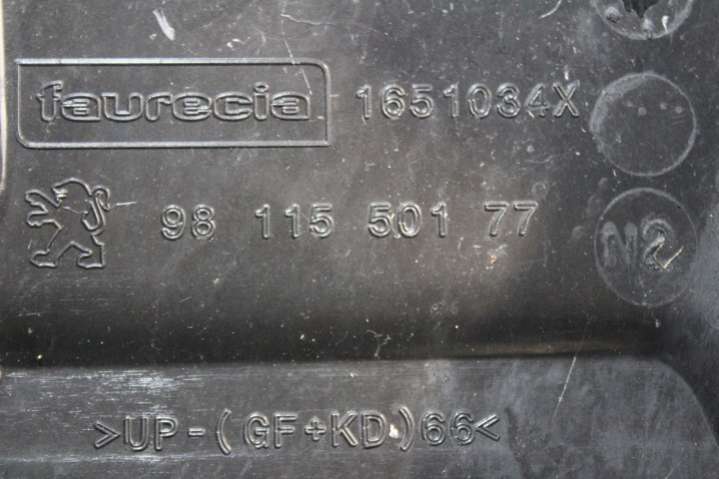 faurecia 1651034X
98 115 501 77
N2
>UP-(GF+KD)66<